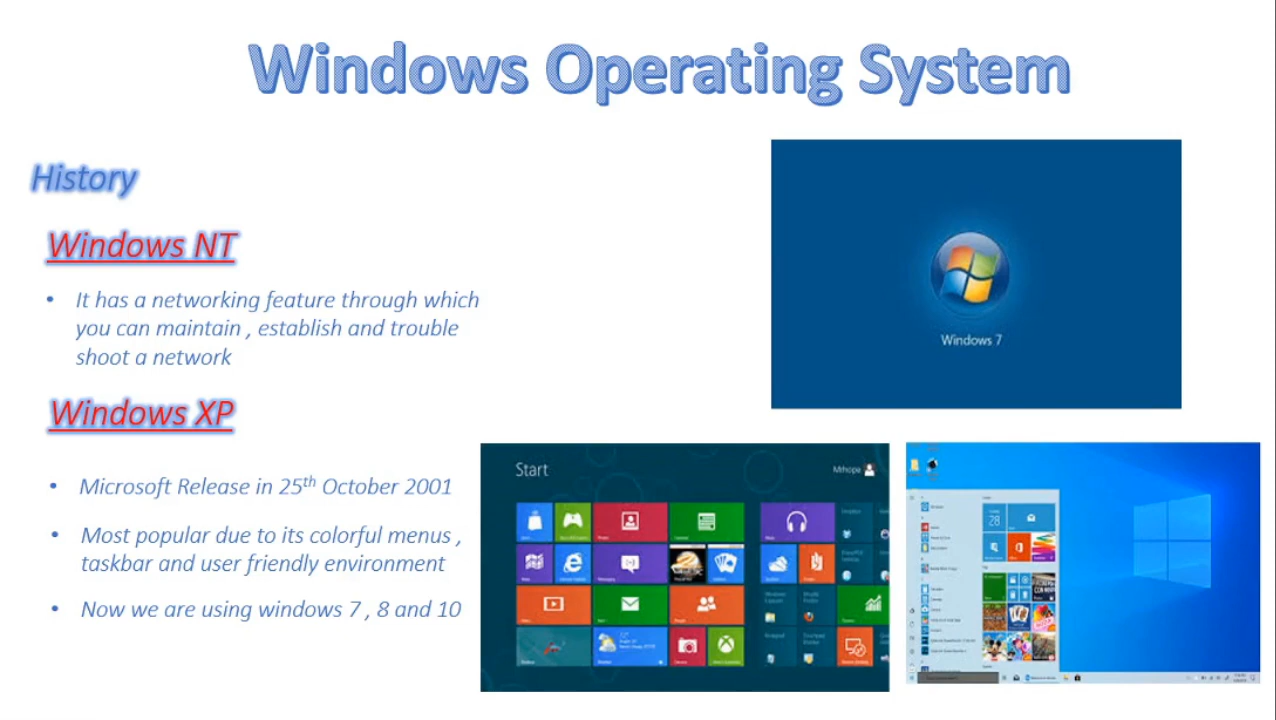 Windows Operating System
History
Windows NT
• It has a networking feature through which
you can maintain , establish and trouble
shoot a network
Windows XP
• Microsoft Release in 25th October 2001
• Most popular due to its colorful menus ,
taskbar and user friendly environment
• Now we are using windows 7 , 8 and 10
Windows 7
Start
Mrhope
28